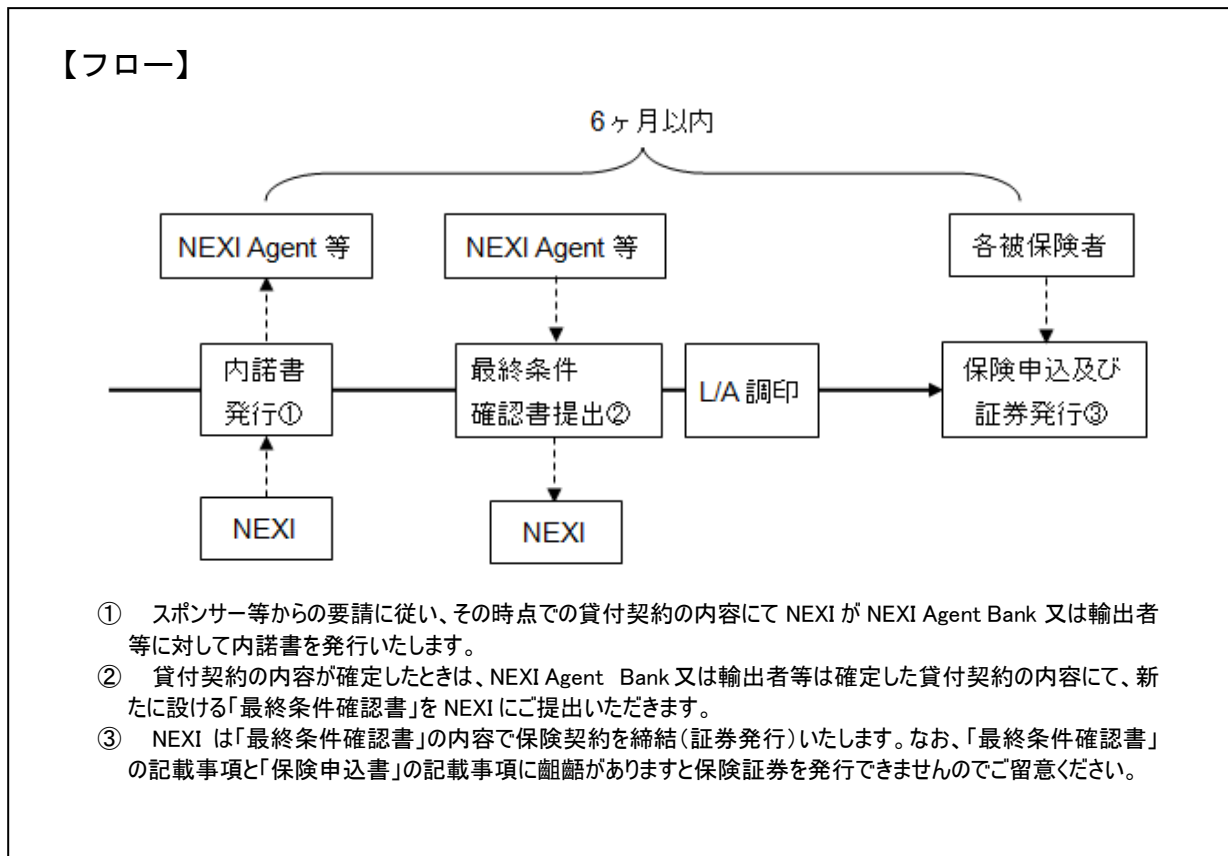 【フロー】
6ヶ月以内
NEXI Agent 等
NEXI Agent 等
各被保険者
内諾書
発行①
最終条件
確認書提出②
L/A 調印
保険申込及び
証券発行③
NEXI
NEXI
① スポンサー等からの要請に従い、その時点での貸付契約の内容にて NEXI が NEXI Agent Bank 又は輸出者
等に対して内諾書を発行いたします。
② 貸付契約の内容が確定したときは、NEXI Agent Bank 又は輸出者等は確定した貸付契約の内容にて、新
たに設ける「最終条件確認書」を NEXI にご提出いただきます。
③ NEXI は「最終条件確認書」の内容で保険契約を締結（証券発行）いたします。なお、「最終条件確認書」
の記載事項と「保険申込書」の記載事項に齟齬がありますと保険証券を発行できませんのでご留意ください。